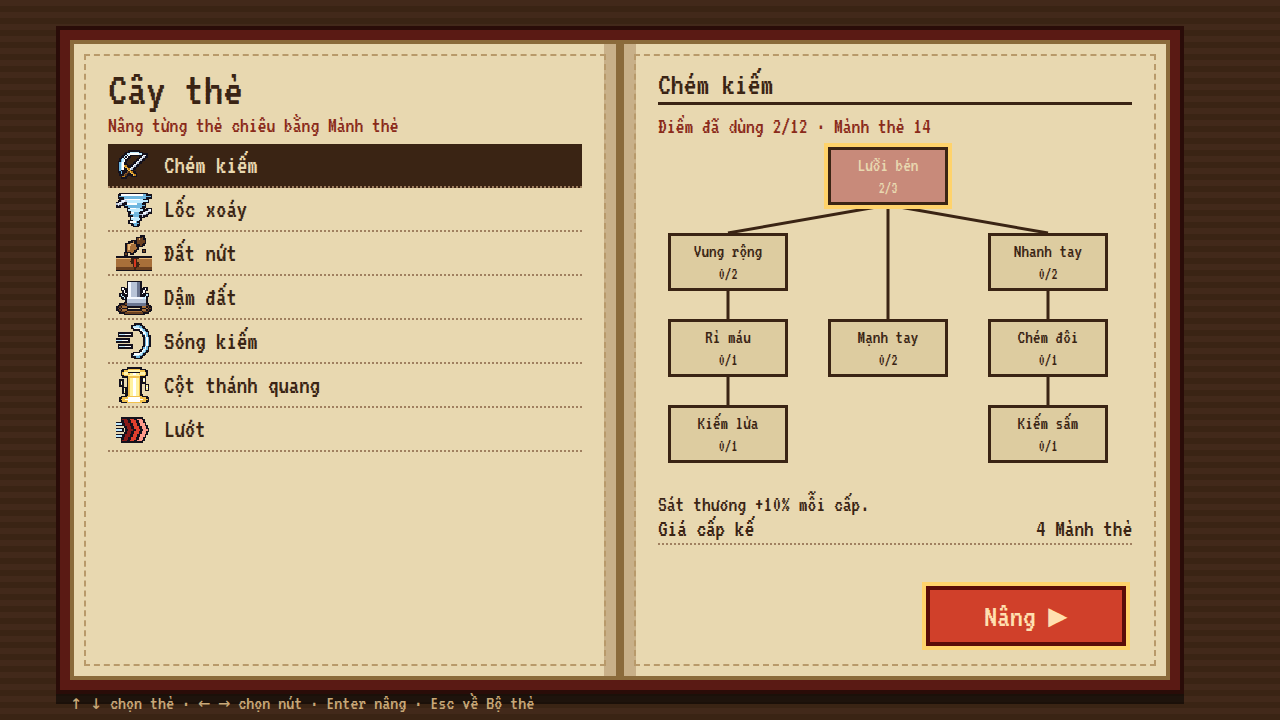 Cây thẻ
Nâng từng thẻ chiêu bằng Mảnh thẻ
Chém kiếm
Lốc xoáy
Đất nứt
Dậm đất
Sóng kiếm
Cột thánh quang
Lướt
Chém kiếm
Điểm đã dùng 2/12 · Mảnh thẻ 14
Lưỡi bén
2/3
Vung rộng
0/2
Nhanh tay
0/2
Rỉ máu
0/1
Mạnh tay
0/2
Chém đôi
0/1
Kiếm lửa
0/1
Kiếm sấm
0/1
Sát thương +10% mỗi cấp.
Giá cấp kế 4 Mảnh thẻ
Nâng ▶
↑ ↓ chọn thẻ · ← → chọn nút · Enter nâng · Esc về Bộ thẻ